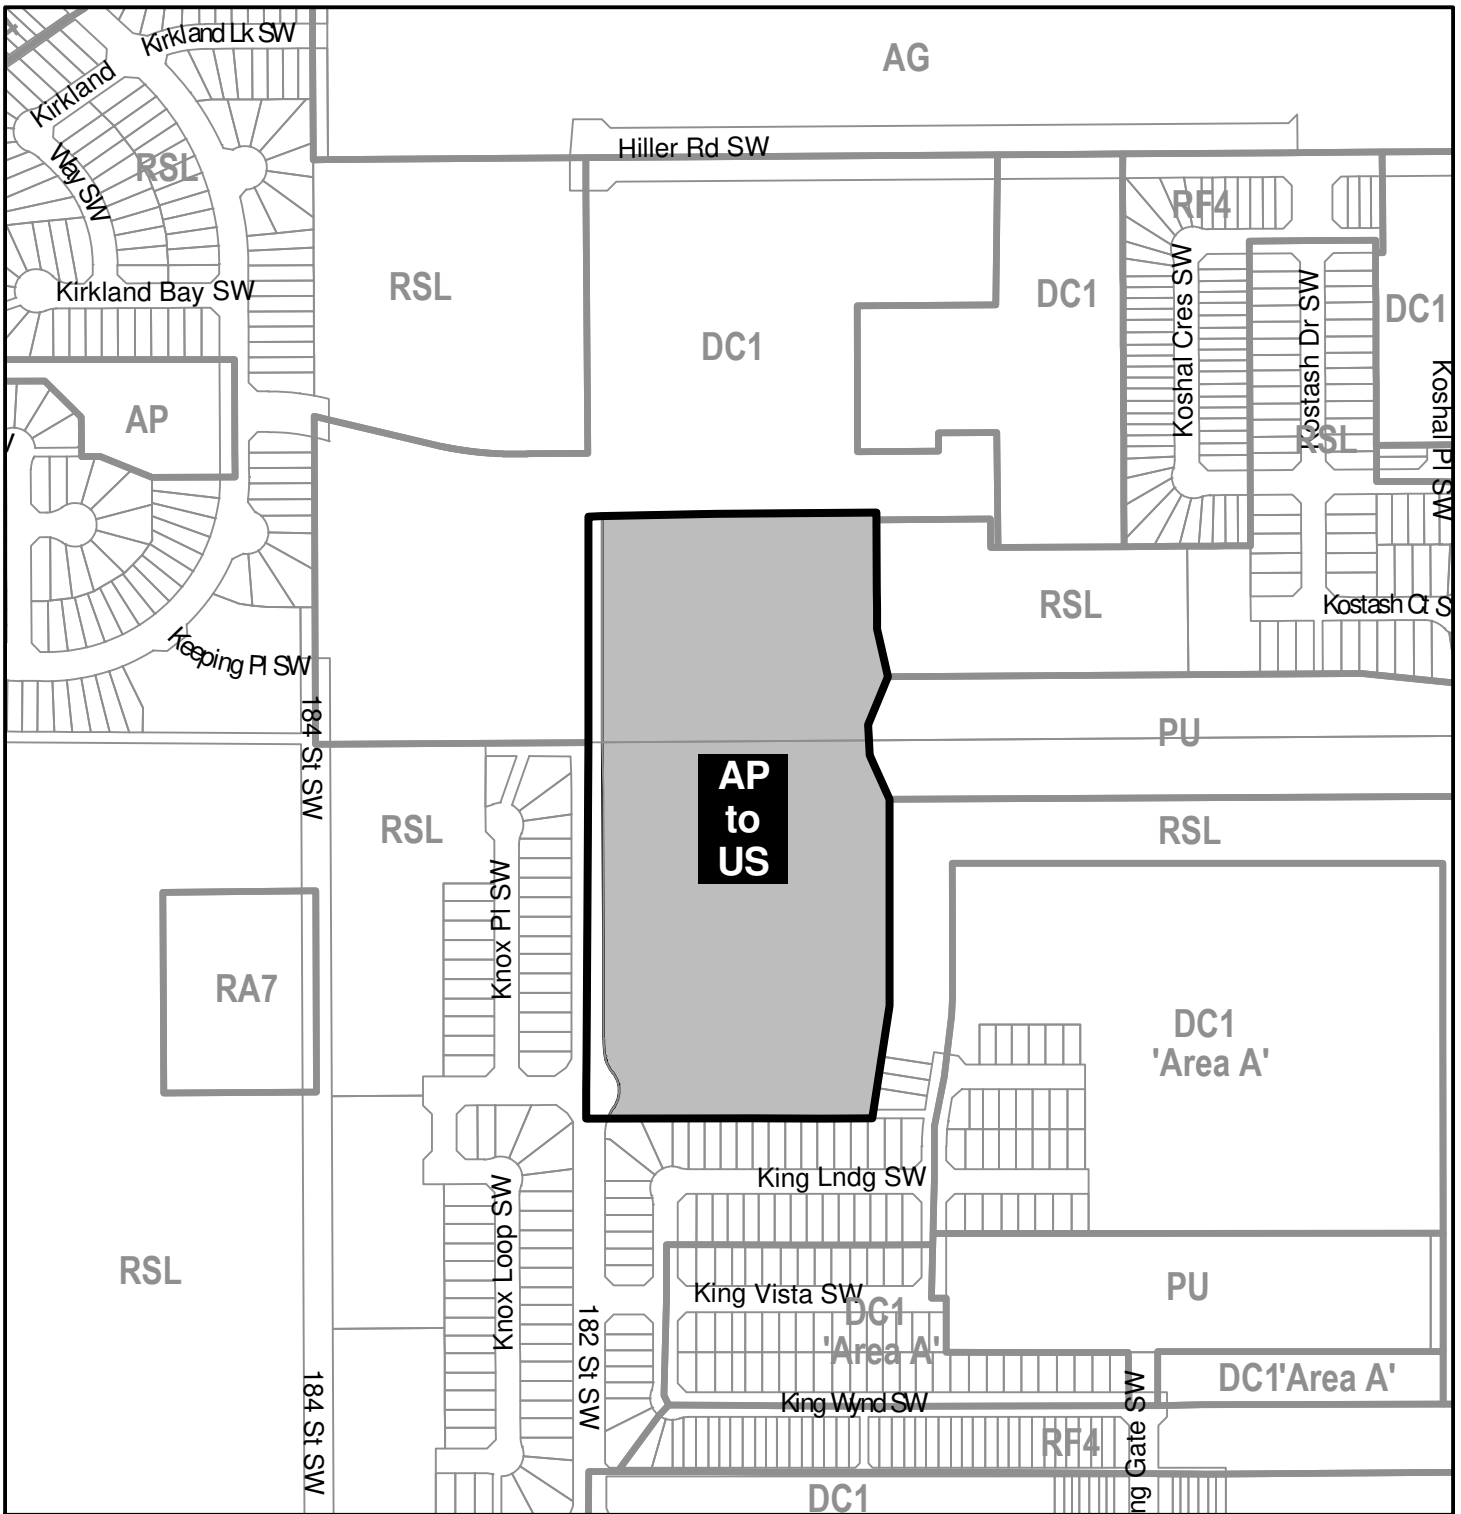 Kirkland Lk SW
AG
Kirkland
Hiller Rd SW
Way SW
RSL
RF4
Kirkland Bay SW
RSL
DC1
DC1
DC1
Koshal Cres SW
Kostash Dr SW
RSL
Koshal Pl SW
AP
RSL
Kostash Ct S
Keeping Pl SW
184 St SW
PU
AP
to
US
RSL
RSL
Knox Pl SW
RA7
DC1
'Area A'
King Lndg SW
Knox Loop SW
RSL
PU
King Vista SW
DC1
'Area A'
182 St SW
DC1'Area A'
King Wynd SW
184 St SW
RF4
ng Gate SW
DC1